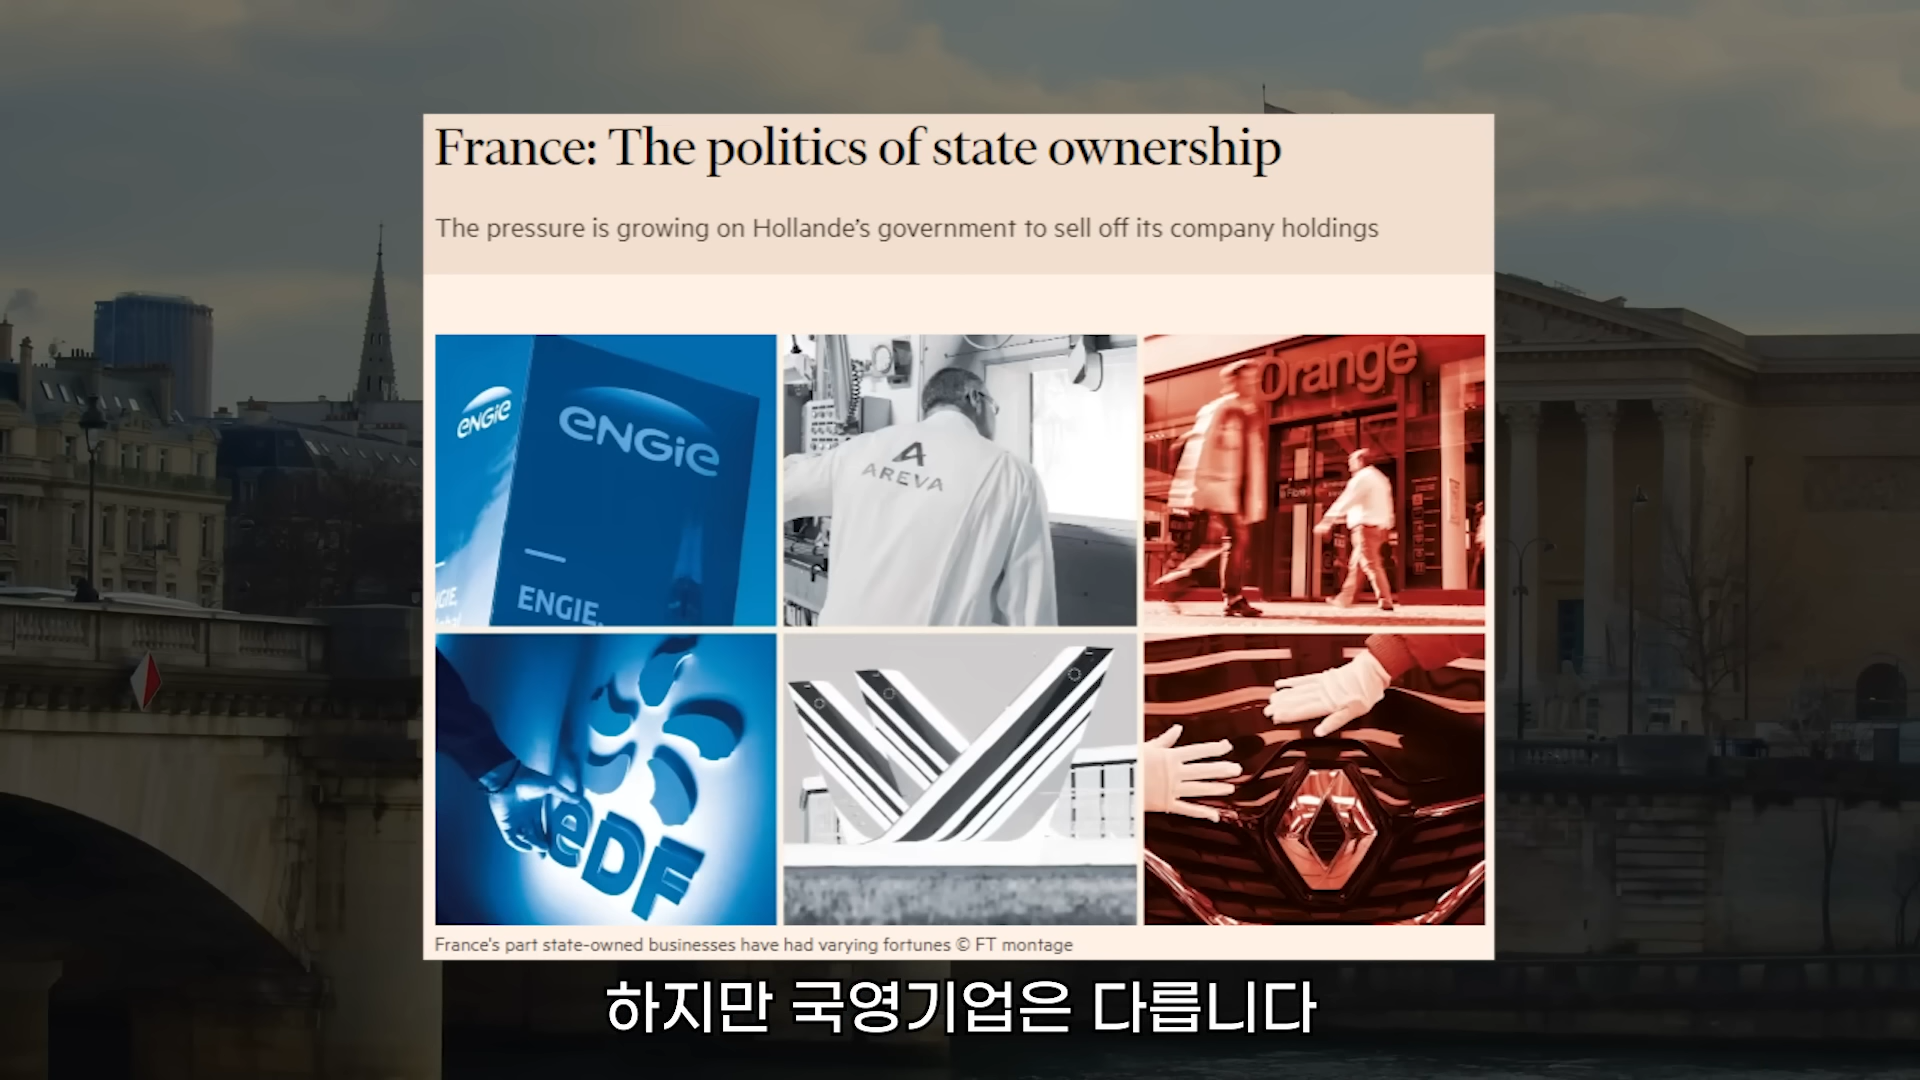 France: The politics of state ownership
The pressure is growing on Hollande's government to sell off its company holdings
eNGie
eNGie
ENGIE.
AREVA
Orange
eDF
France's part state-owned businesses have had varying fortunes © FT montage
하지만 국영기업은 다릅니다